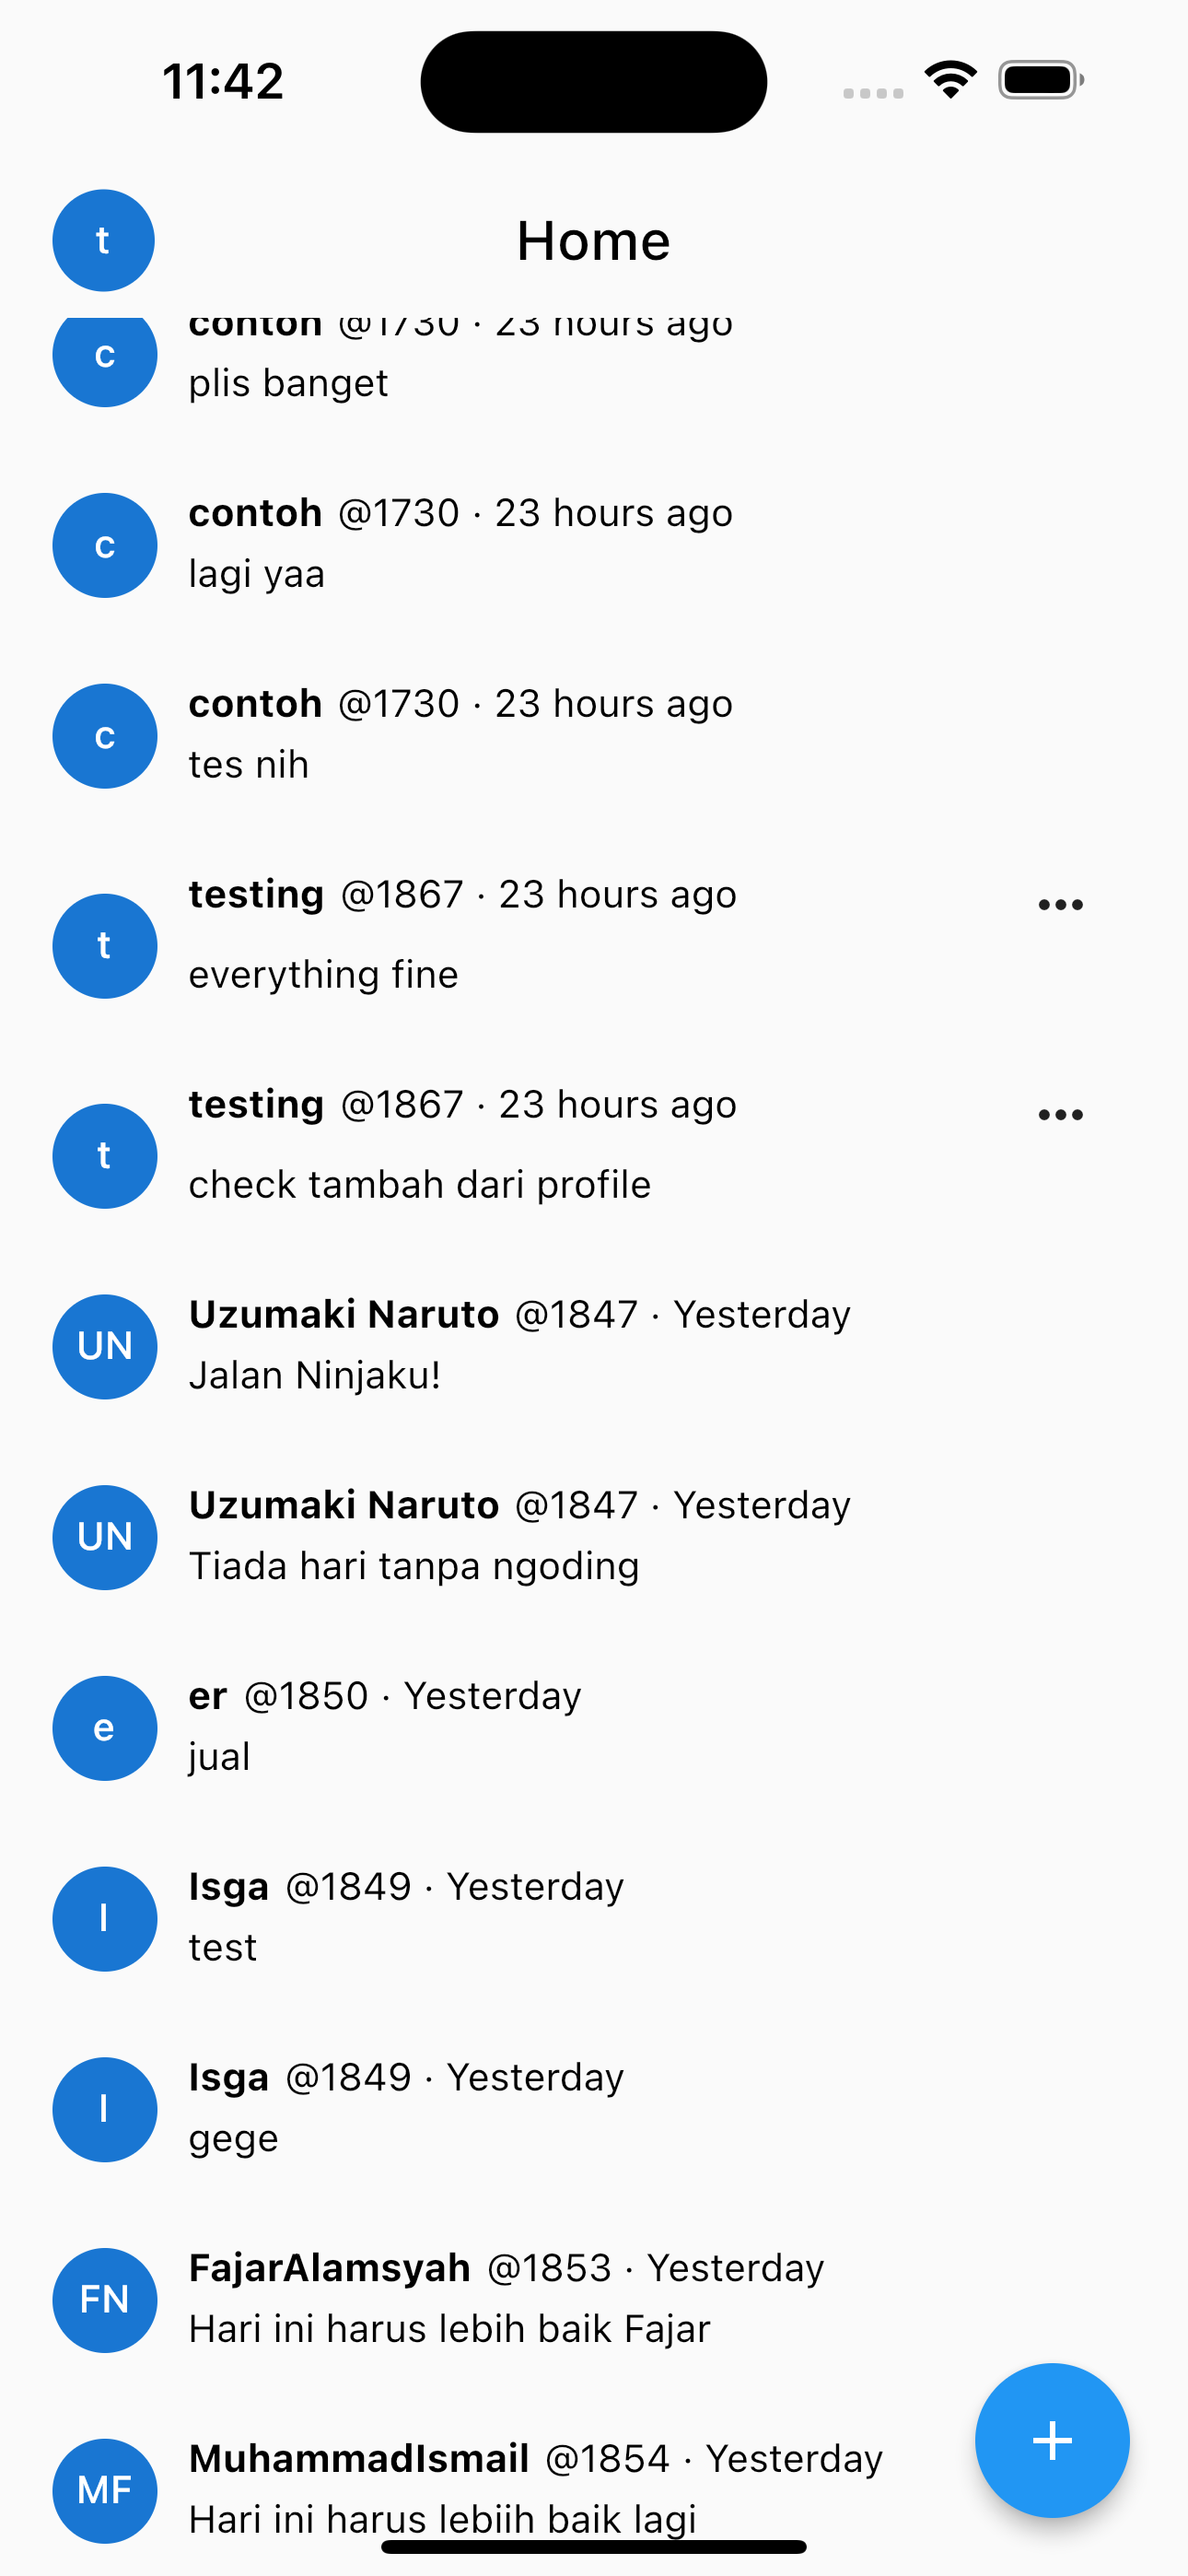 11:42
t
Home
c
contoh @1730 · 23 hours ago
plis banget
c
contoh @1730 · 23 hours ago
lagi yaa
c
contoh @1730 · 23 hours ago
tes nih
t
testing @1867 · 23 hours ago
everything fine
t
testing @1867 · 23 hours ago
check tambah dari profile
UN
Uzumaki Naruto @1847 · Yesterday
Jalan Ninjaku!
UN
Uzumaki Naruto @1847 · Yesterday
Tiada hari tanpa ngoding
e
er @1850 · Yesterday
jual
I
Isga @1849 · Yesterday
test
I
Isga @1849 · Yesterday
gege
FN
FajarAlamsyah @1853 · Yesterday
Hari ini harus lebih baik Fajar
MF
MuhammadIsmail @1854 · Yesterday
Hari ini harus lebiih baik lagi